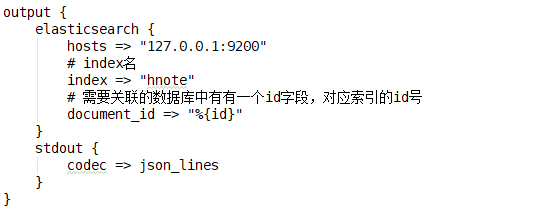 output {
    elasticsearch {
        hosts => "127.0.0.1:9200"
        # index名
        index => "hnote"
        # 需要关联的数据库中有有一个id字段，对应索引的id号
        document_id => "%{id}"
    }
    stdout {
        codec => json_lines
    }
}